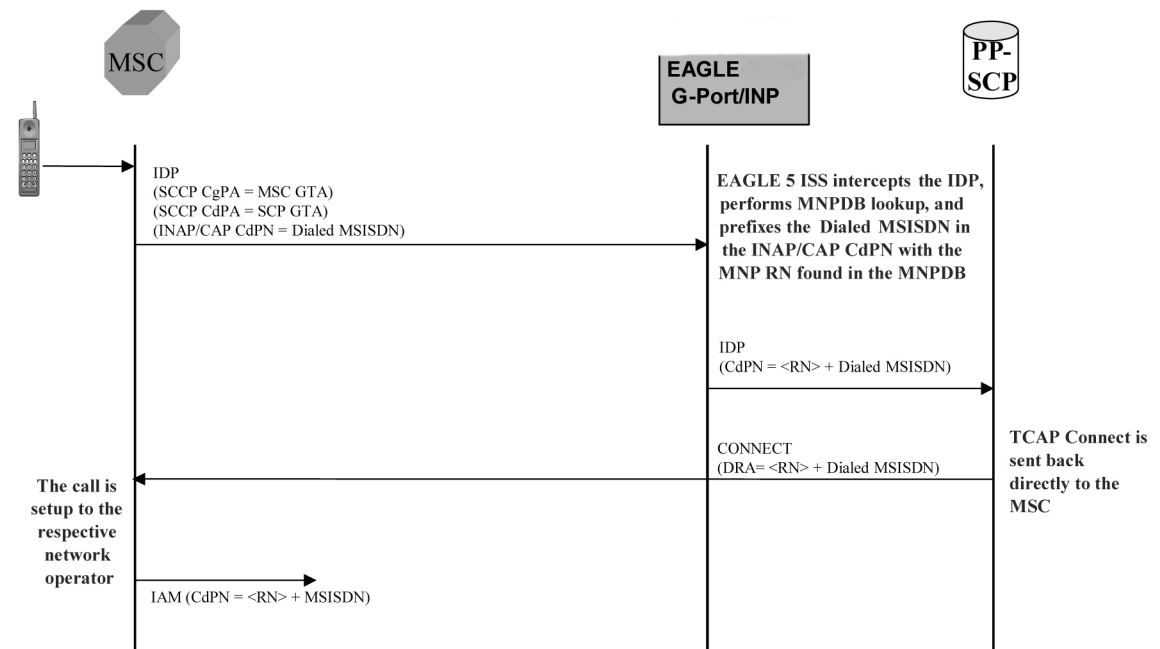 MSC
EAGLE
G-Port/INP
PP-
SCP
IDP
(SCCP CgPA = MSC GTA)
(SCCP CdPA = SCP GTA)
(INAP/CAP CdPN = Dialed MSISDN)
EAGLE 5 ISS intercepts the IDP,
performs MNPDB lookup, and
prefixes the Dialed MSISDN in
the INAP/CAP CdPN with the
MNP RN found in the MNPDB
IDP
(CdPN = <RN> + Dialed MSISDN)
CONNECT
(DRA= <RN> + Dialed MSISDN)
TCAP Connect is
sent back
directly to the
MSC
The call is
setup to the
respective
network
operator
IAM (CdPN = <RN> + MSISDN)